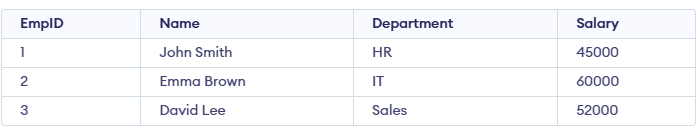 EmpID Name Department Salary
1 John Smith HR 45000
2 Emma Brown IT 60000
3 David Lee Sales 52000